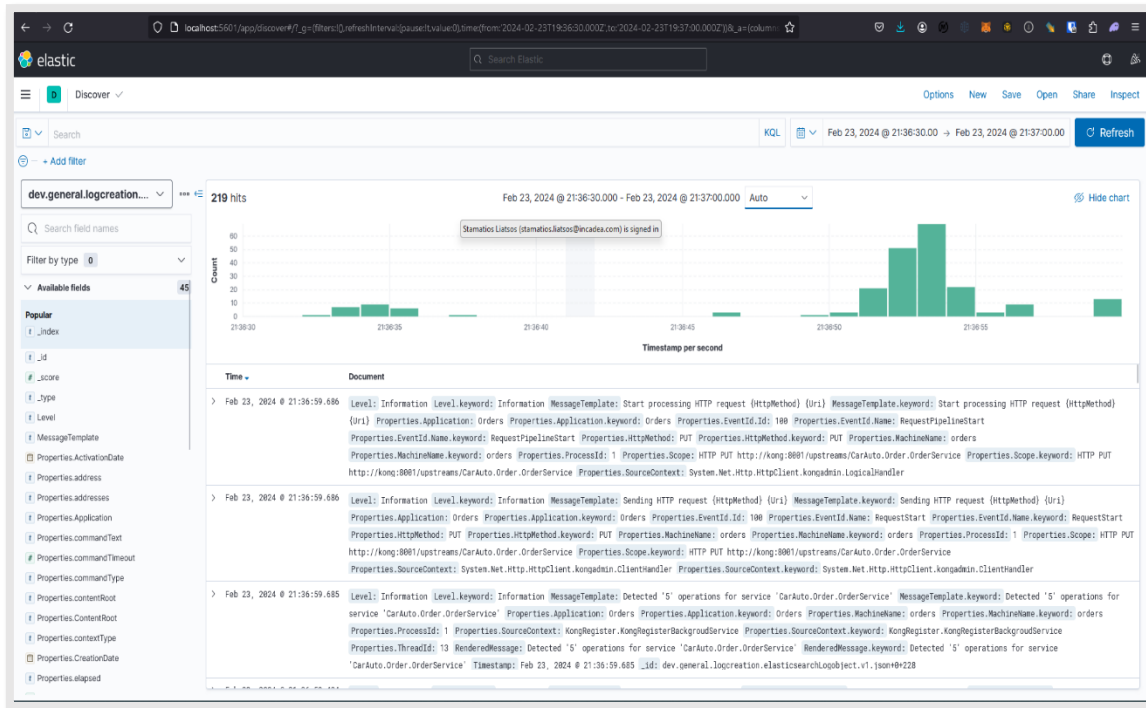 localhost:5601/app/discover#/?_g=(filters:!(),refreshInterval:(pause:!t,value:0),time:(from:'2024-02-23T19:36:30.000Z',to:'2024-02-23T19:37:00.000Z'))&_a=(column
elastic
Search Elastic
D Discover
Options New Save Open Share Inspect
Search
KQL
Feb 23, 2024 @ 21:36:30.00 → Feb 23, 2024 @ 21:37:00.00
Refresh
+ Add filter
dev.general.logcreation....
219 hits
Feb 23, 2024 @ 21:36:30.000 - Feb 23, 2024 @ 21:37:00.000
Auto
Hide chart
Search field names
Filter by type 0
Available fields 45
Popular
t _index
t _id
# _score
t _type
t Level
t MessageTemplate
Properties.ActivationDate
t Properties.address
t Properties.addresses
t Properties.Application
t Properties.commandText
# Properties.commandTimeout
t Properties.commandType
t Properties.contentRoot
t Properties.ContentRoot
t Properties.contextType
Properties.CreationDate
t Properties.elapsed
Stamatios Liatsos (stamatios.liatsos@incadea.com) is signed in
Count
60
50
40
30
20
10
0
21:36:30 21:36:35 21:36:40 21:36:45 21:36:50 21:36:55
Timestamp per second
Time Document
Feb 23, 2024 @ 21:36:59.686
Level: Information Level.keyword: Information MessageTemplate: Start processing HTTP request {HttpMethod} {Uri} MessageTemplate.keyword: Start processing HTTP request {HttpMethod}
{Uri} Properties.Application: Orders Properties.Application.keyword: Orders Properties.EventId.Id: 100 Properties.EventId.Name: RequestPipelineStart
Properties.EventId.Name.keyword: RequestPipelineStart Properties.HttpMethod: PUT Properties.HttpMethod.keyword: PUT Properties.MachineName: orders
Properties.MachineName.keyword: orders Properties.ProcessId: 1 Properties.Scope: HTTP PUT http://kong:8001/upstreams/CarAuto.Order.OrderService Properties.Scope.keyword: HTTP PUT
http://kong:8001/upstreams/CarAuto.Order.OrderService Properties.SourceContext: System.Net.Http.HttpClient.kongadmin.LogicalHandler
Feb 23, 2024 @ 21:36:59.686
Level: Information Level.keyword: Information MessageTemplate: Sending HTTP request {HttpMethod} {Uri} MessageTemplate.keyword: Sending HTTP request {HttpMethod} {Uri}
Properties.Application: Orders Properties.Application.keyword: Orders Properties.EventId.Id: 100 Properties.EventId.Name: RequestStart Properties.EventId.Name.keyword: RequestStart
Properties.HttpMethod: PUT Properties.HttpMethod.keyword: PUT Properties.MachineName: orders Properties.MachineName.keyword: orders Properties.ProcessId: 1 Properties.Scope: HTTP PUT
http://kong:8001/upstreams/CarAuto.Order.OrderService Properties.Scope.keyword: HTTP PUT http://kong:8001/upstreams/CarAuto.Order.OrderService
Properties.SourceContext: System.Net.Http.HttpClient.kongadmin.ClientHandler Properties.SourceContext.keyword: System.Net.Http.HttpClient.kongadmin.ClientHandler
Feb 23, 2024 @ 21:36:59.685
Level: Information Level.keyword: Information MessageTemplate: Detected '5' operations for service 'CarAuto.Order.OrderService' MessageTemplate.keyword: Detected '5' operations for
service 'CarAuto.Order.OrderService' Properties.Application: Orders Properties.Application.keyword: Orders Properties.MachineName: orders Properties.MachineName.keyword: orders
Properties.ProcessId: 1 Properties.SourceContext: KongRegister.KongRegisterBackgroudService Properties.SourceContext.keyword: KongRegister.KongRegisterBackgroudService
Properties.ThreadId: 13 RenderedMessage: Detected '5' operations for service 'CarAuto.Order.OrderService' RenderedMessage.keyword: Detected '5' operations for service
'CarAuto.Order.OrderService' Timestamp: Feb 23, 2024 @ 21:36:59.685 _id: dev.general.logcreation.elasticsearchLogobject.v1.json+0+228